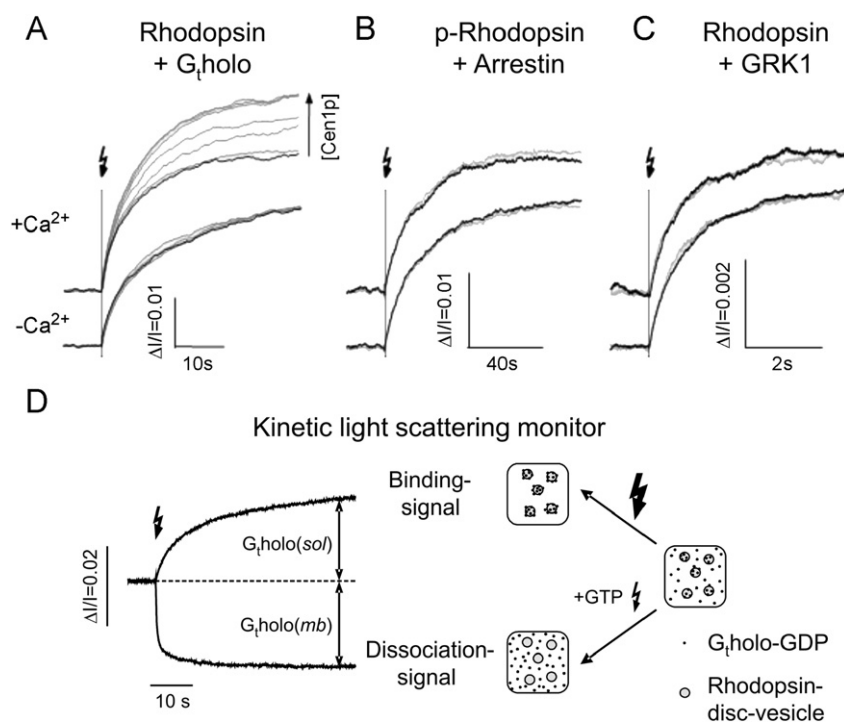 A
Rhodopsin
+ Gₜholo
B
p-Rhodopsin
+ Arrestin
C
Rhodopsin
+ GRK1
[Cen1p]
+Ca²⁺
-Ca²⁺
ΔI/I=0.01
10s
ΔI/I=0.01
40s
ΔI/I=0.002
2s
D
Kinetic light scattering monitor
Binding-
signal
Gₜholo(sol)
ΔI/I=0.02
Gₜholo(mb)
+GTP
Dissociation-
signal
10 s
Gₜholo-GDP
Rhodopsin-
disc-vesicle